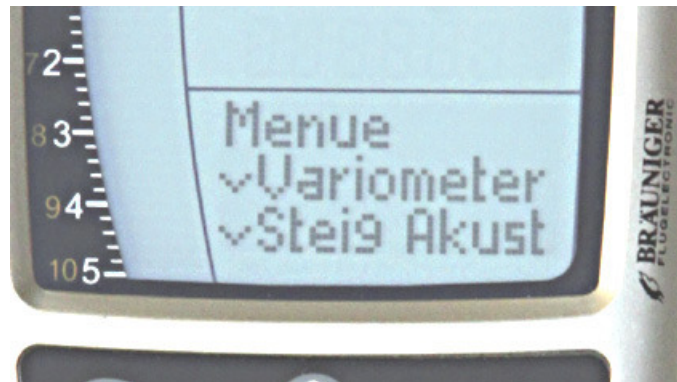 7 2
8 3
9 4
10 5
Menue
Variometer
Steig Akust
BRÄUNIGER
FLUGELECTRONIC